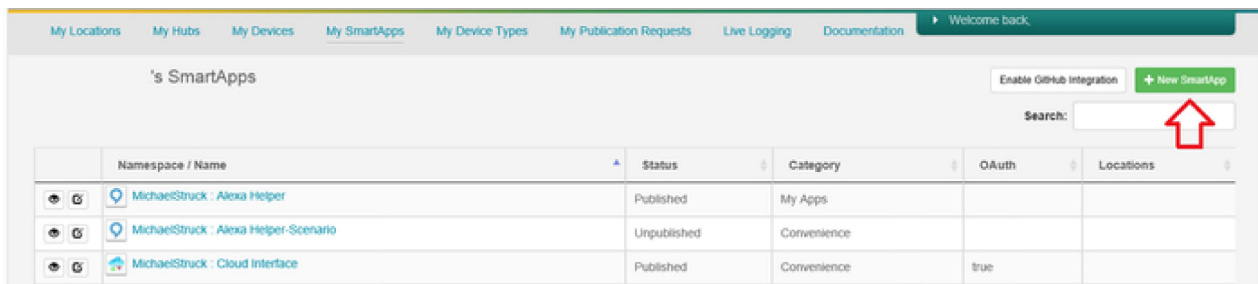 Welcome back,
My Locations My Hubs My Devices My SmartApps My Device Types My Publication Requests Live Logging Documentation
's SmartApps
Enable GitHub Integration
+ New SmartApp
Search:
Namespace / Name Status Category OAuth Locations
MichaelStruck : Alexa Helper Published My Apps
MichaelStruck : Alexa Helper-Scenario Unpublished Convenience
MichaelStruck : Cloud Interface Published Convenience true